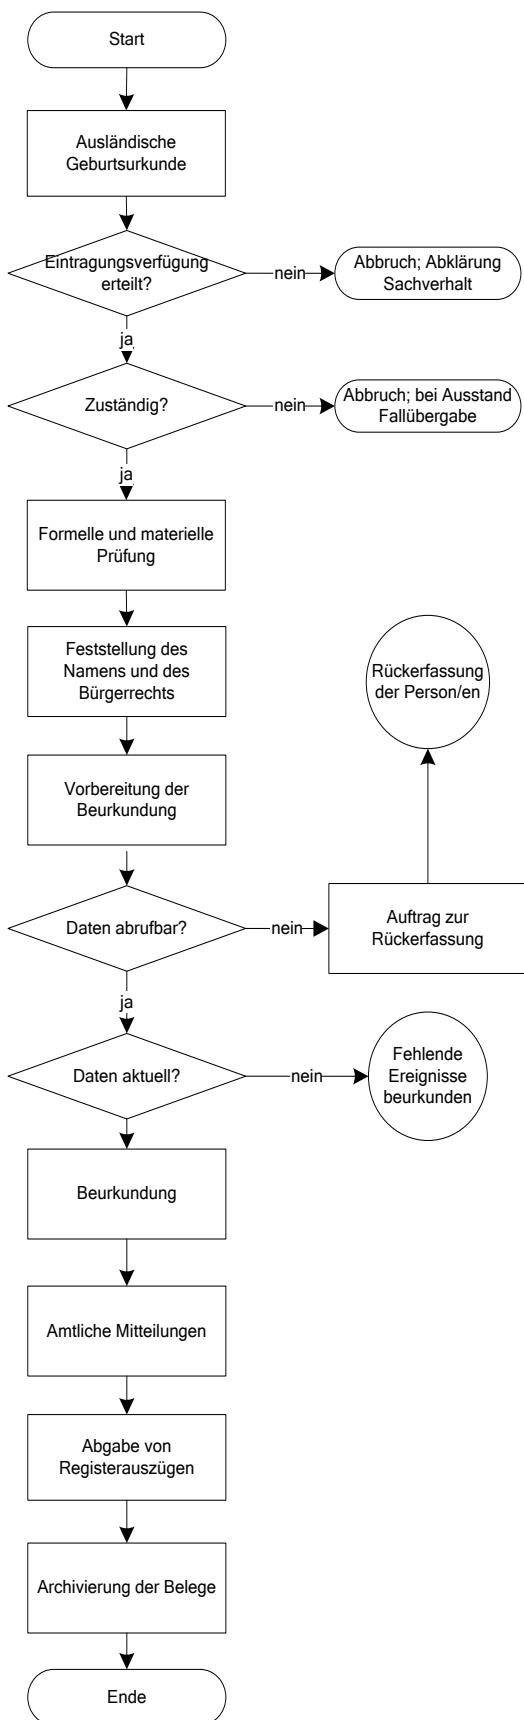 Start
Ausländische
Geburtsurkunde
Eintragungsverfügung
erteilt?
nein
Abbruch; Abklärung
Sachverhalt
ja
Zuständig?
nein
Abbruch; bei Ausstand
Fallübergabe
ja
Formelle und materielle
Prüfung
Feststellung des
Namens und des
Bürgerrechts
Rückerfassung
der Person/en
Vorbereitung der
Beurkundung
Daten abrufbar?
nein
Auftrag zur
Rückerfassung
ja
Daten aktuell?
nein
Fehlende
Ereignisse
beurkunden
Beurkundung
Amtliche Mitteilungen
Abgabe von
Registerauszügen
Archivierung der Belege
Ende